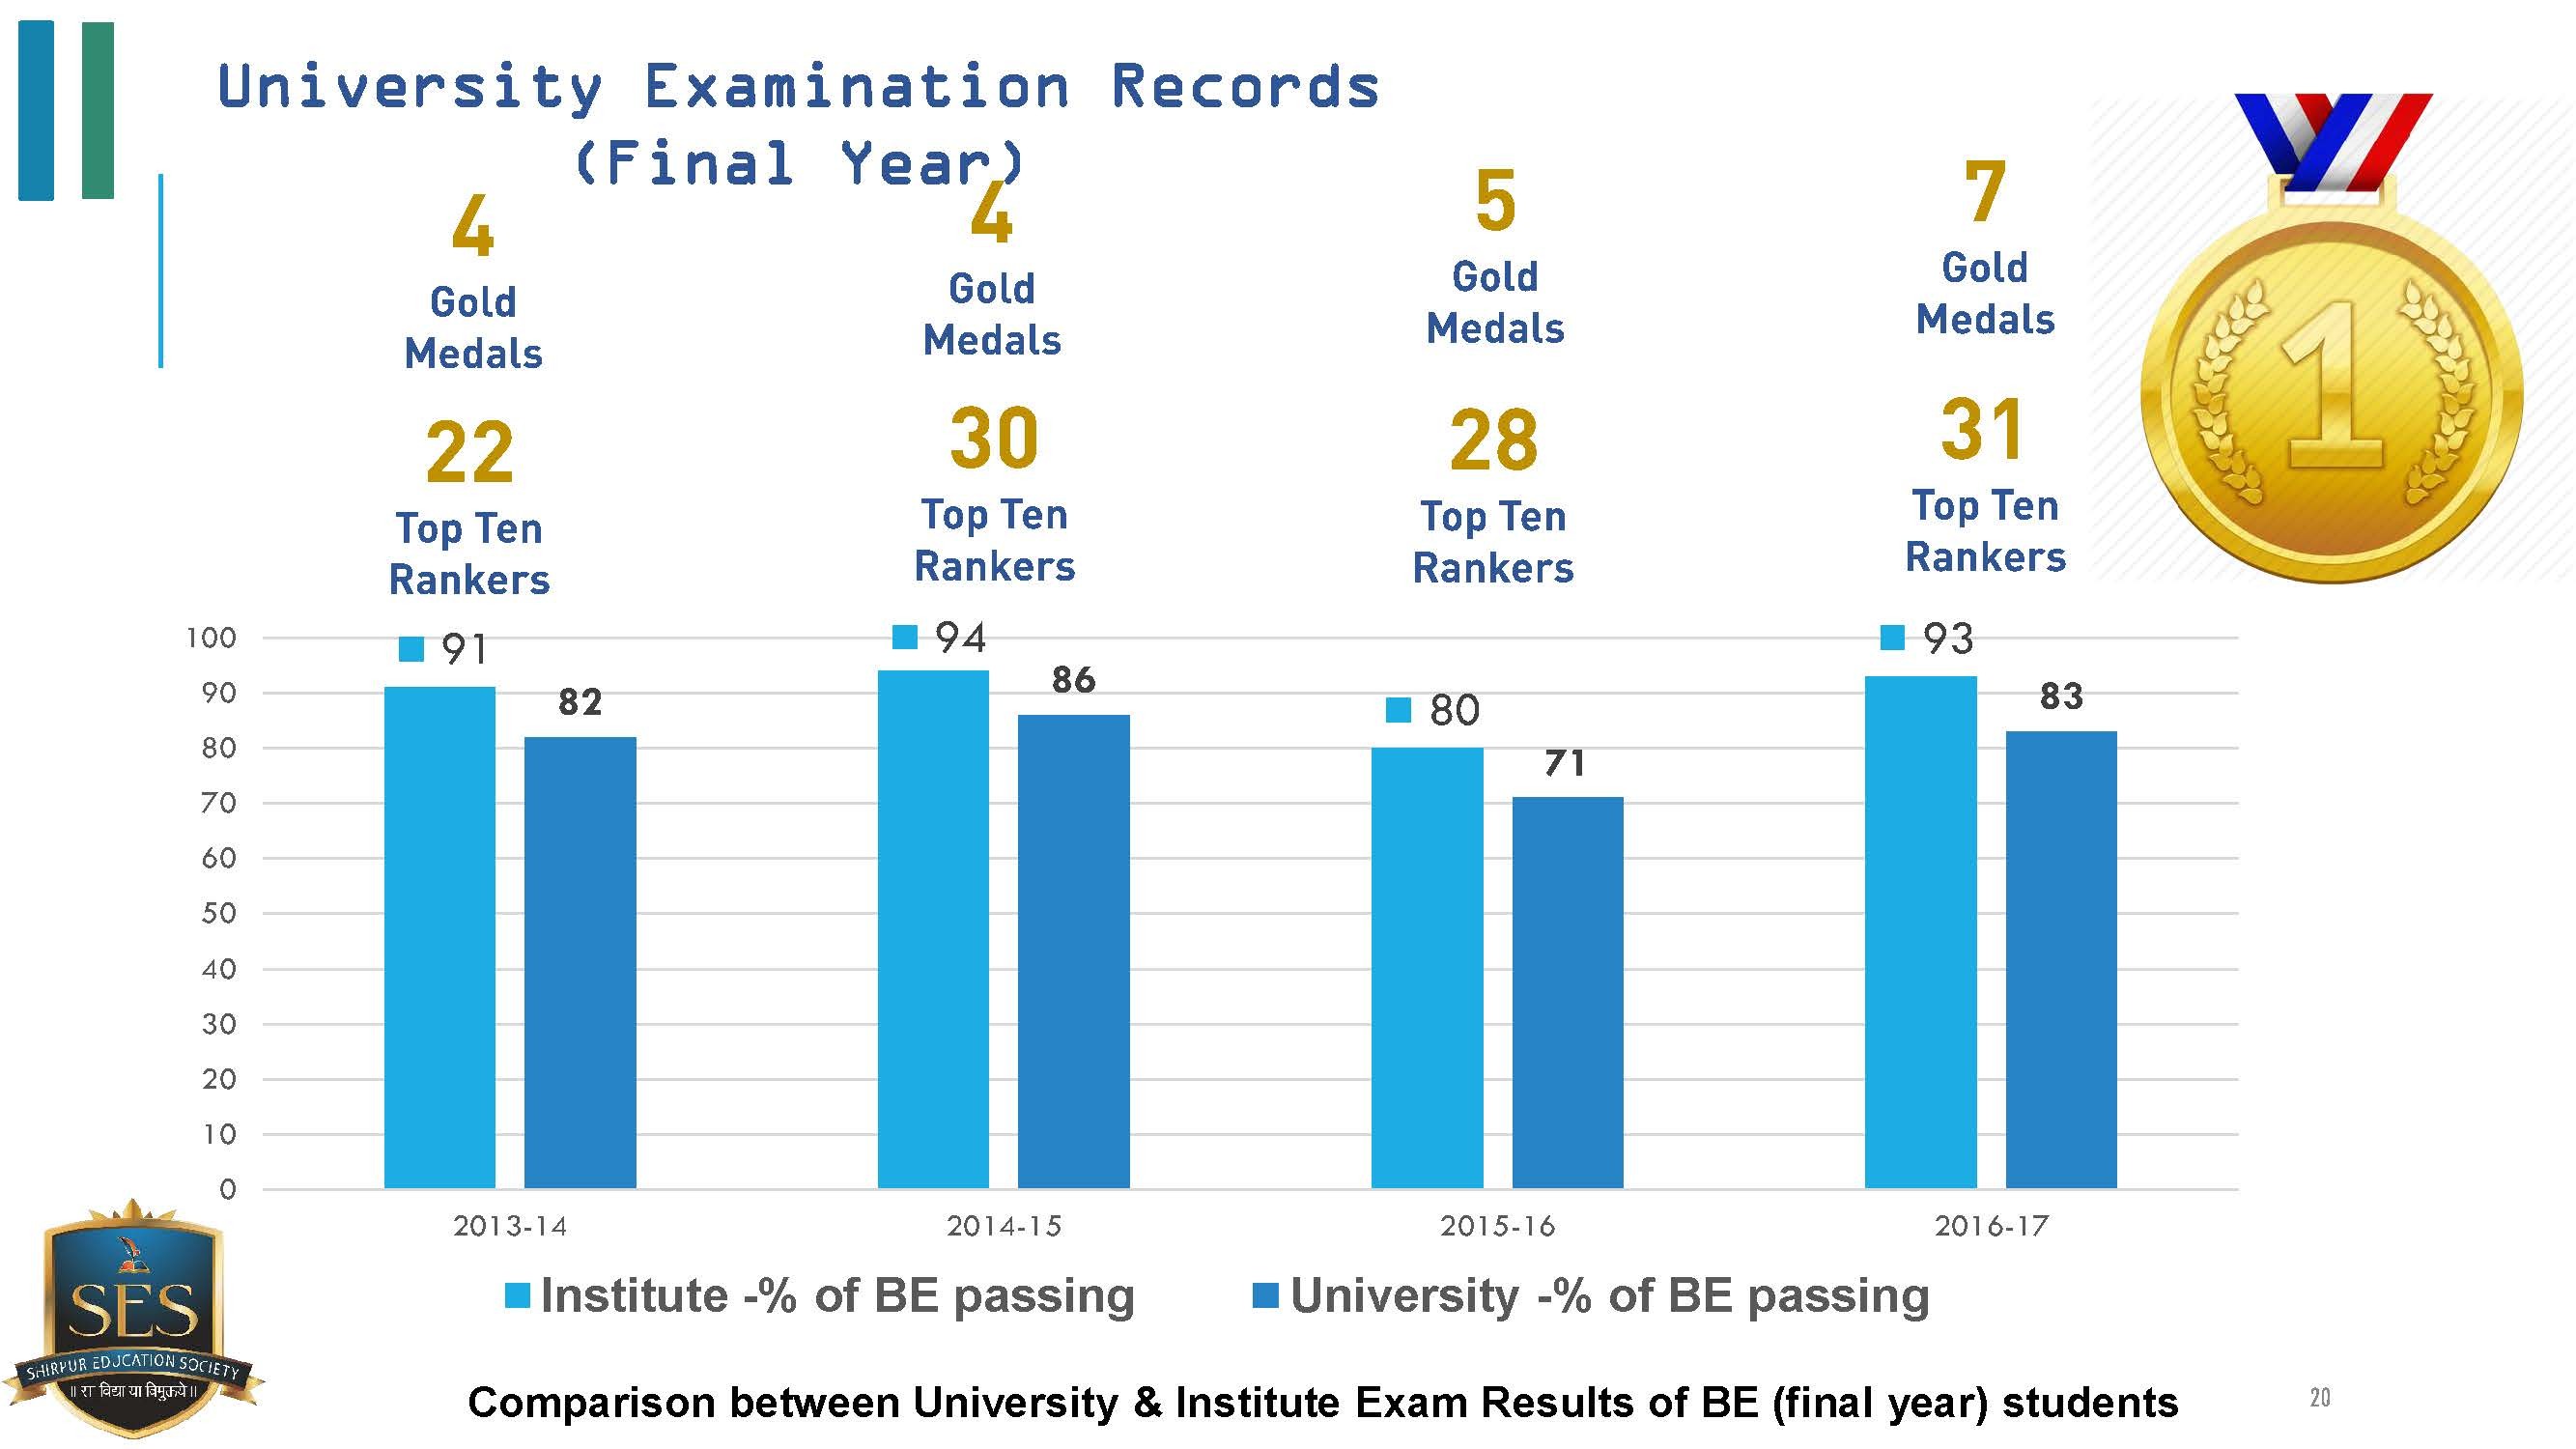 University Examination Records
(Final Year)
4
Gold
Medals
4
Gold
Medals
5
Gold
Medals
7
Gold
Medals
22
Top Ten
Rankers
30
Top Ten
Rankers
28
Top Ten
Rankers
31
Top Ten
Rankers
1
100
90
80
70
60
50
40
30
20
10
0
91
82
94
86
80
71
93
83
2013-14
2014-15
2015-16
2016-17
Institute -% of BE passing
University -% of BE passing
SES
SHIRPUR EDUCATION SOCIETY
॥ सा विद्या या विमुक्तये ॥
Comparison between University & Institute Exam Results of BE (final year) students
20